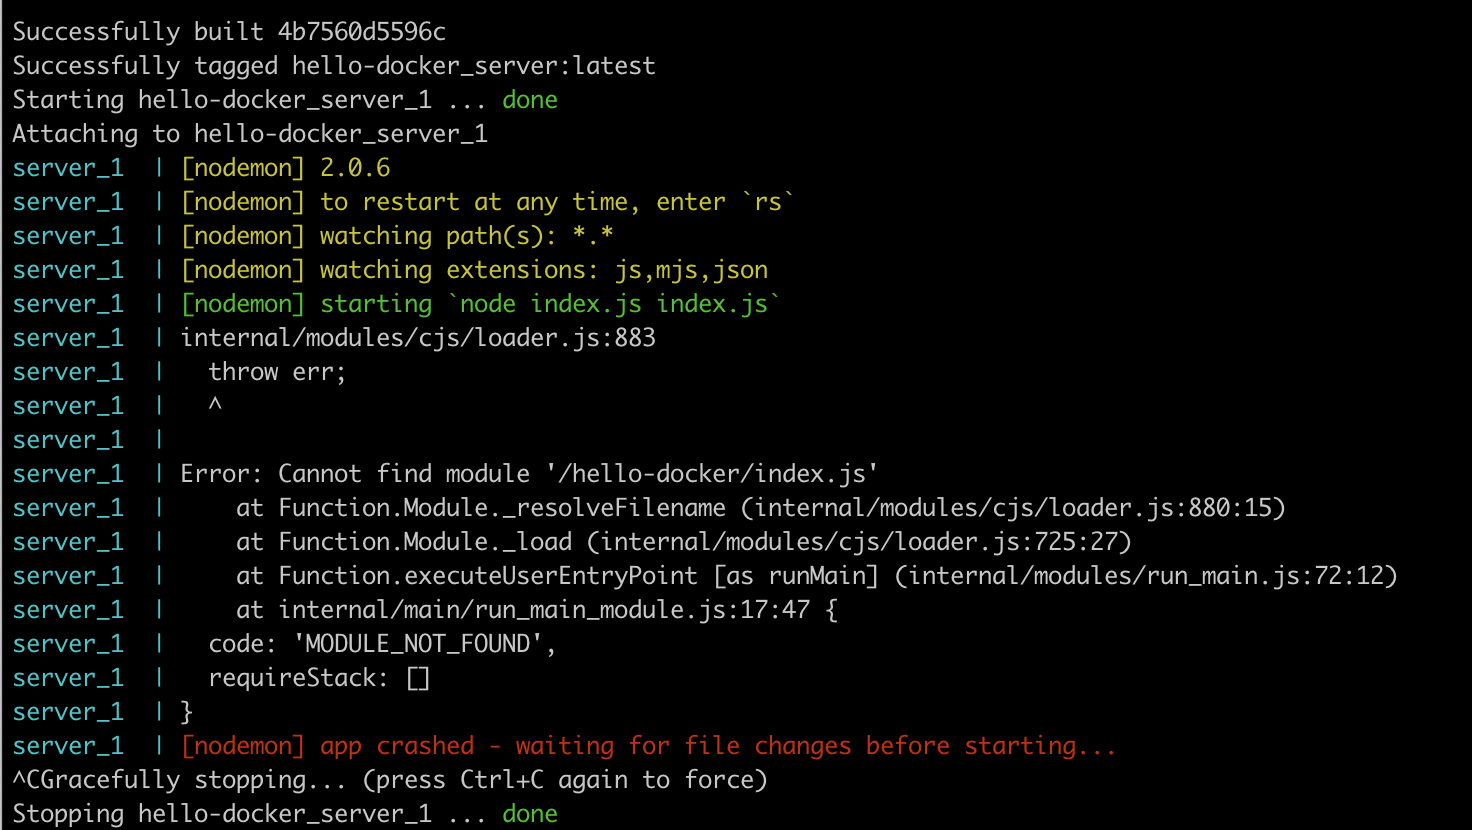 Successfully built 4b7560d5596c
Successfully tagged hello-docker_server:latest
Starting hello-docker_server_1 ... done
Attaching to hello-docker_server_1
server_1  | [nodemon] 2.0.6
server_1  | [nodemon] to restart at any time, enter `rs`
server_1  | [nodemon] watching path(s): *.*
server_1  | [nodemon] watching extensions: js,mjs,json
server_1  | [nodemon] starting `node index.js index.js`
server_1  | internal/modules/cjs/loader.js:883
server_1  |   throw err;
server_1  |   ^
server_1  |
server_1  | Error: Cannot find module '/hello-docker/index.js'
server_1  |     at Function.Module._resolveFilename (internal/modules/cjs/loader.js:880:15)
server_1  |     at Function.Module._load (internal/modules/cjs/loader.js:725:27)
server_1  |     at Function.executeUserEntryPoint [as runMain] (internal/modules/run_main.js:72:12)
server_1  |     at internal/main/run_main_module.js:17:47 {
server_1  |   code: 'MODULE_NOT_FOUND',
server_1  |   requireStack: []
server_1  | }
server_1  | [nodemon] app crashed - waiting for file changes before starting...
^CGracefully stopping... (press Ctrl+C again to force)
Stopping hello-docker_server_1 ... done